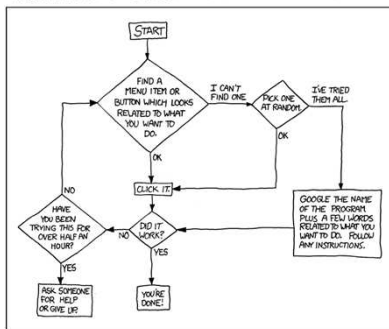 START
FIND A
MENU ITEM OR
BUTTON WHICH LOOKS
RELATED TO WHAT
YOU WANT TO
DO.
I CAN'T
FIND ONE
PICK ONE
AT RANDOM.
I'VE TRIED
THEM ALL.
OK
OK
CLICK IT.
NO
HAVE
YOU BEEN
TRYING THIS FOR
OVER HALF AN
HOUR?
NO
DID IT
WORK?
GOOGLE THE NAME
OF THE PROGRAM
PLUS A FEW WORDS
RELATED TO WHAT YOU
WANT TO DO. FOLLOW
ANY INSTRUCTIONS.
YES
YES
ASK SOMEONE
FOR HELP
OR GIVE UP.
YOU'RE
DONE!